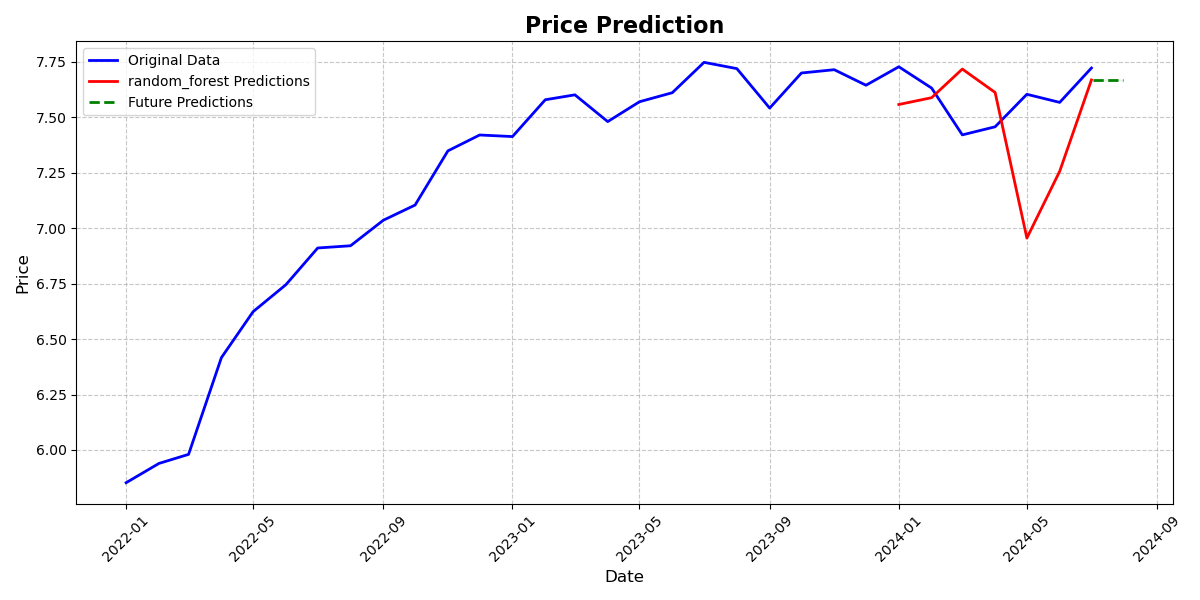 Price Prediction
Original Data
random_forest Predictions
Future Predictions
Price
7.75
7.50
7.25
7.00
6.75
6.50
6.25
6.00
2022-01
2022-05
2022-09
2023-01
2023-05
2023-09
2024-01
2024-05
2024-09
Date